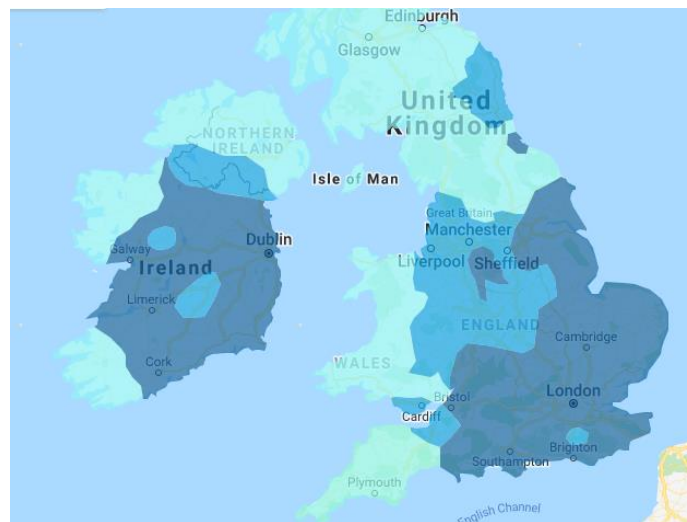 Edinburgh
Glasgow
United
Kingdom
NORTHERN
IRELAND
Isle of Man
Great Britain
Manchester
Dublin
Galway
Liverpool
Sheffield
Ireland
Limerick
ENGLAND
Cambridge
WALES
Cork
London
Bristol
Cardiff
Brighton
Southampton
Plymouth
English Channel